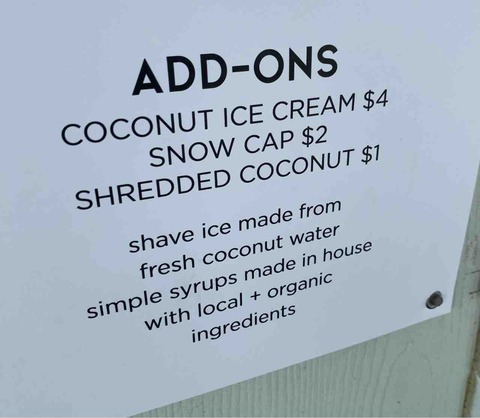 ADD-ONS
COCONUT ICE CREAM $4
SNOW CAP $2
SHREDDED COCONUT $1
shave ice made from
fresh coconut water
simple syrups made in house
with local + organic
ingredients